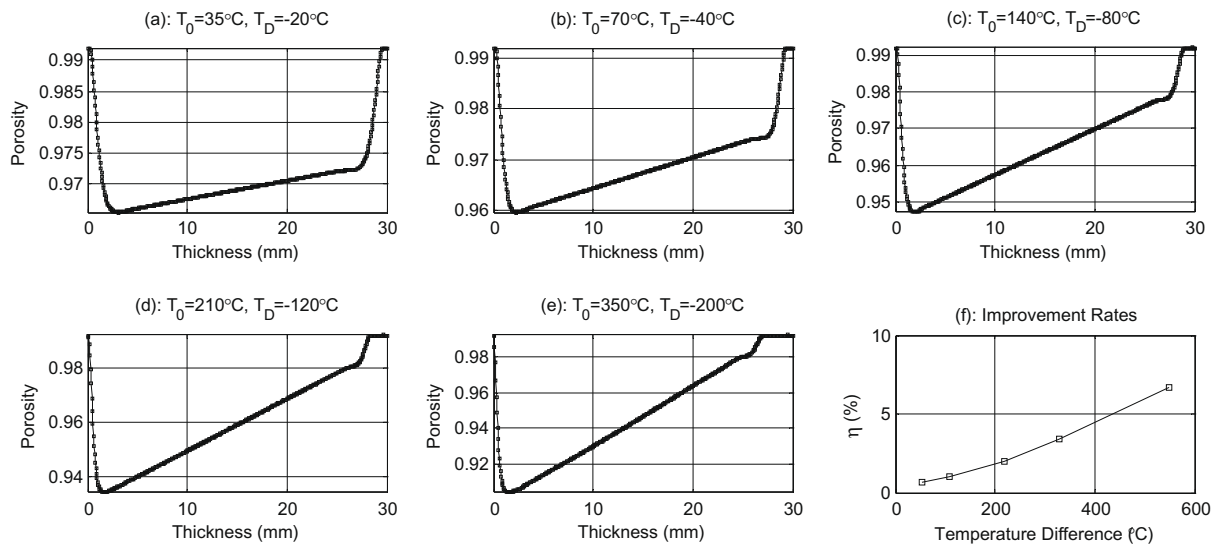 (a): T0=35°C, TD=-20°C
0.99
0.985
0.98
0.975
0.97
Porosity
0 10 20 30
Thickness (mm)
(b): T0=70°C, TD=-40°C
0.99
0.98
0.97
0.96
Porosity
0 10 20 30
Thickness (mm)
(c): T0=140°C, TD=-80°C
0.99
0.98
0.97
0.96
0.95
Porosity
0 10 20 30
Thickness (mm)
(d): T0=210°C, TD=-120°C
0.98
0.96
0.94
Porosity
0 10 20 30
Thickness (mm)
(e): T0=350°C, TD=-200°C
0.98
0.96
0.94
0.92
Porosity
0 10 20 30
Thickness (mm)
(f): Improvement Rates
10
5
0
η (%)
0 200 400 600
Temperature Difference (°C)